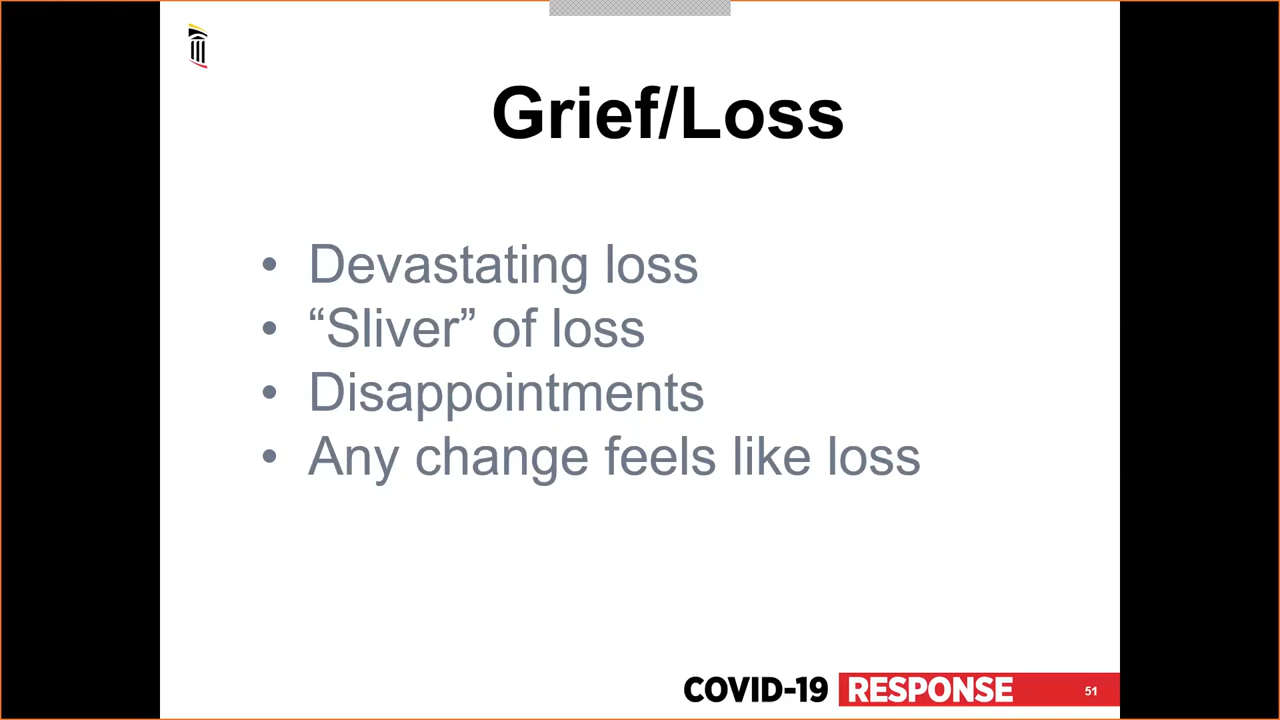 Grief/Loss
• Devastating loss
• “Sliver” of loss
• Disappointments
• Any change feels like loss
COVID-19 RESPONSE 51